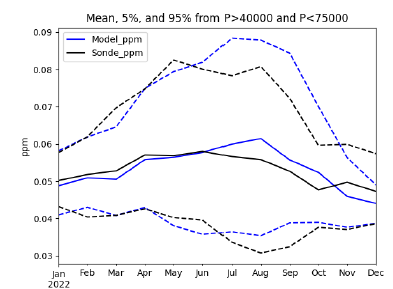 Mean, 5%, and 95% from P>40000 and P<75000
0.09
0.08
0.07
0.06
0.05
0.04
0.03
ppm
Model_ppm
Sonde_ppm
Jan Feb Mar Apr May Jun Jul Aug Sep Oct Nov Dec
2022